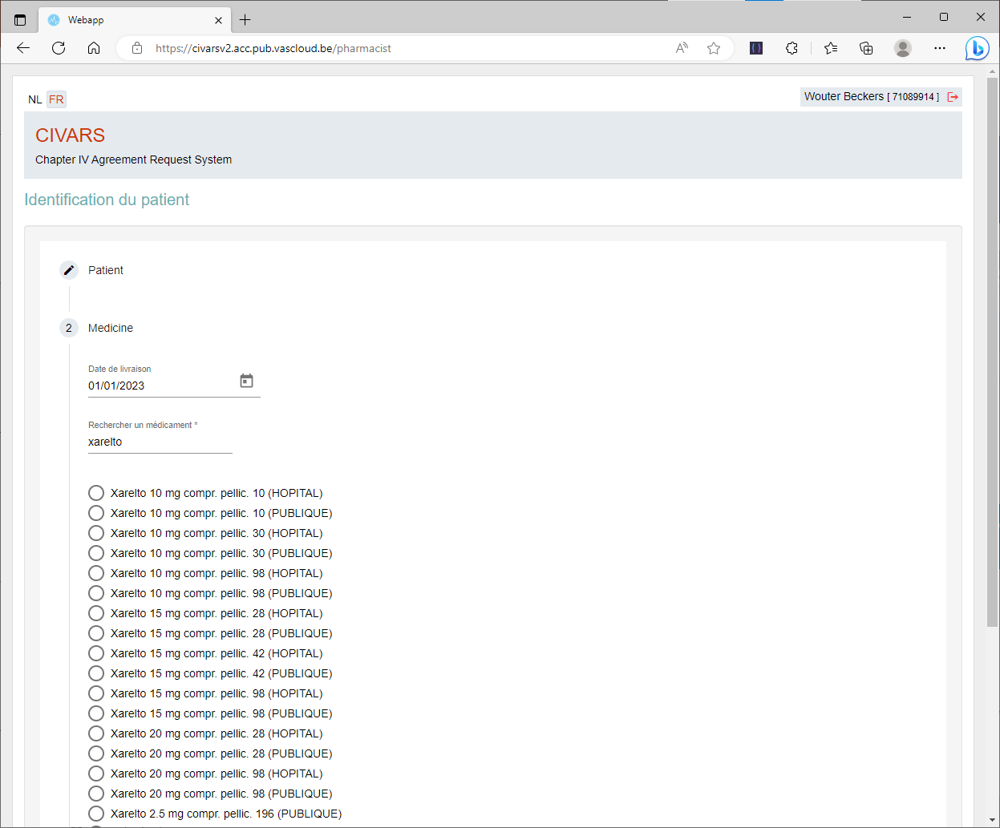 Webapp
https://civarsv2.acc.pub.vascloud.be/pharmacist
NL FR
Wouter Beckers [ 71089914 ]
CIVARS
Chapter IV Agreement Request System
Identification du patient
Patient
2 Medicine
Date de livraison
01/01/2023
Rechercher un médicament *
xarelto
Xarelto 10 mg compr. pellic. 10 (HOPITAL)
Xarelto 10 mg compr. pellic. 10 (PUBLIQUE)
Xarelto 10 mg compr. pellic. 30 (HOPITAL)
Xarelto 10 mg compr. pellic. 30 (PUBLIQUE)
Xarelto 10 mg compr. pellic. 98 (HOPITAL)
Xarelto 10 mg compr. pellic. 98 (PUBLIQUE)
Xarelto 15 mg compr. pellic. 28 (HOPITAL)
Xarelto 15 mg compr. pellic. 28 (PUBLIQUE)
Xarelto 15 mg compr. pellic. 42 (HOPITAL)
Xarelto 15 mg compr. pellic. 42 (PUBLIQUE)
Xarelto 15 mg compr. pellic. 98 (HOPITAL)
Xarelto 15 mg compr. pellic. 98 (PUBLIQUE)
Xarelto 20 mg compr. pellic. 28 (HOPITAL)
Xarelto 20 mg compr. pellic. 28 (PUBLIQUE)
Xarelto 20 mg compr. pellic. 98 (HOPITAL)
Xarelto 20 mg compr. pellic. 98 (PUBLIQUE)
Xarelto 2.5 mg compr. pellic. 196 (PUBLIQUE)